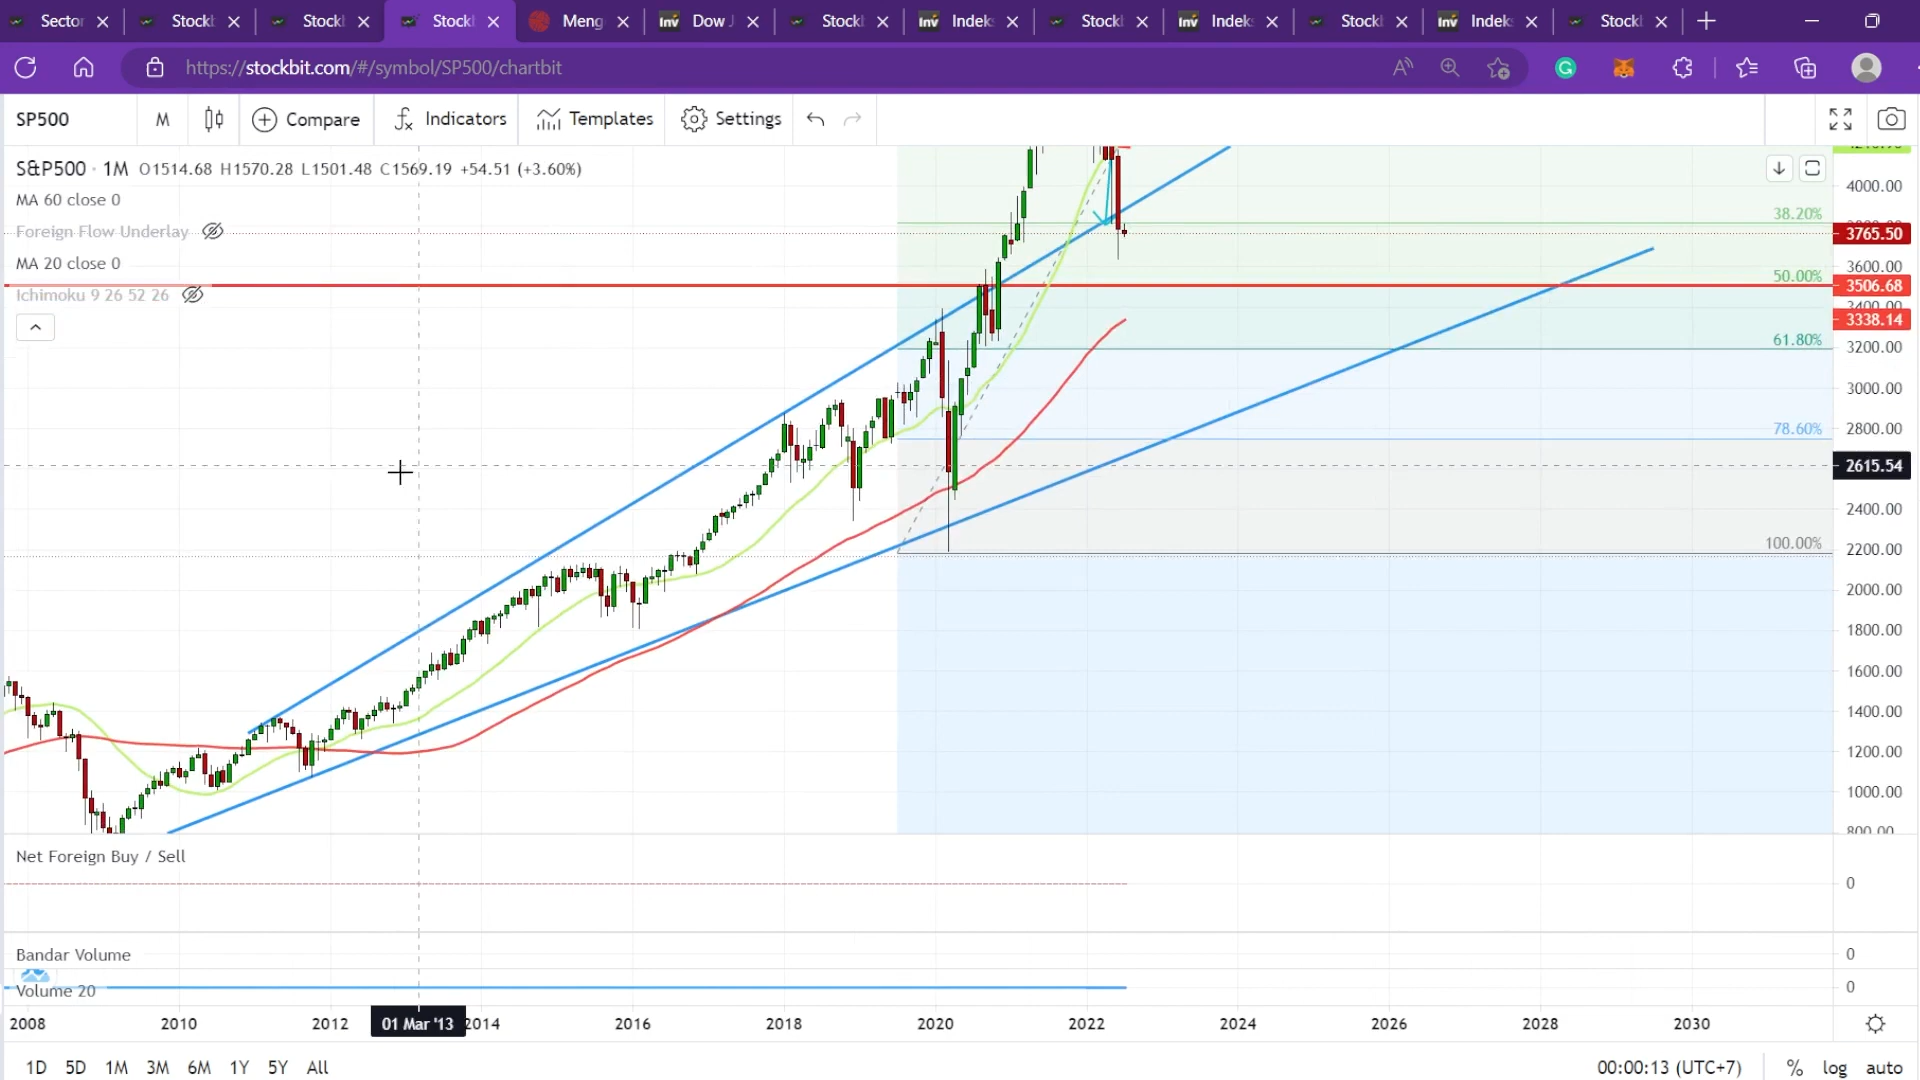 Sector Stockl Stockl Stockl Meng Dow J Stockl Indek Stockl Indek Stockl Indek Stockl
https://stockbit.com/#/symbol/SP500/chartbit
SP500 M Compare Indicators Templates Settings
S&P500 · 1M O1514.68 H1570.28 L1501.48 C1569.19 +54.51 (+3.60%)
MA 60 close 0
Foreign Flow Underlay
MA 20 close 0
Ichimoku 9 26 52 26
4000.00
38.20%
3765.50
3600.00
50.00%
3506.68
3400.00
3338.14
61.80%
3200.00
3000.00
78.60%
2800.00
2615.54
2400.00
100.00%
2200.00
2000.00
1800.00
1600.00
1400.00
1200.00
1000.00
800.00
Net Foreign Buy / Sell
0
Bandar Volume
0
Volume 20
0
2008 2010 2012 01 Mar '13 2014 2016 2018 2020 2022 2024 2026 2028 2030
1D 5D 1M 3M 6M 1Y 5Y All 00:00:13 (UTC+7) % log auto